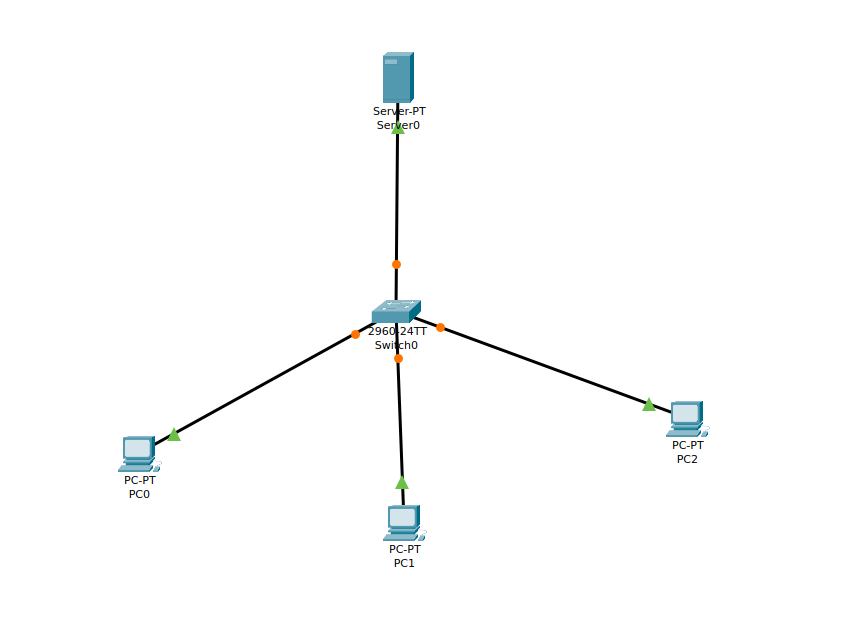 Server-PT
Server0
2960-24TT
Switch0
PC-PT
PC0
PC-PT
PC1
PC-PT
PC2